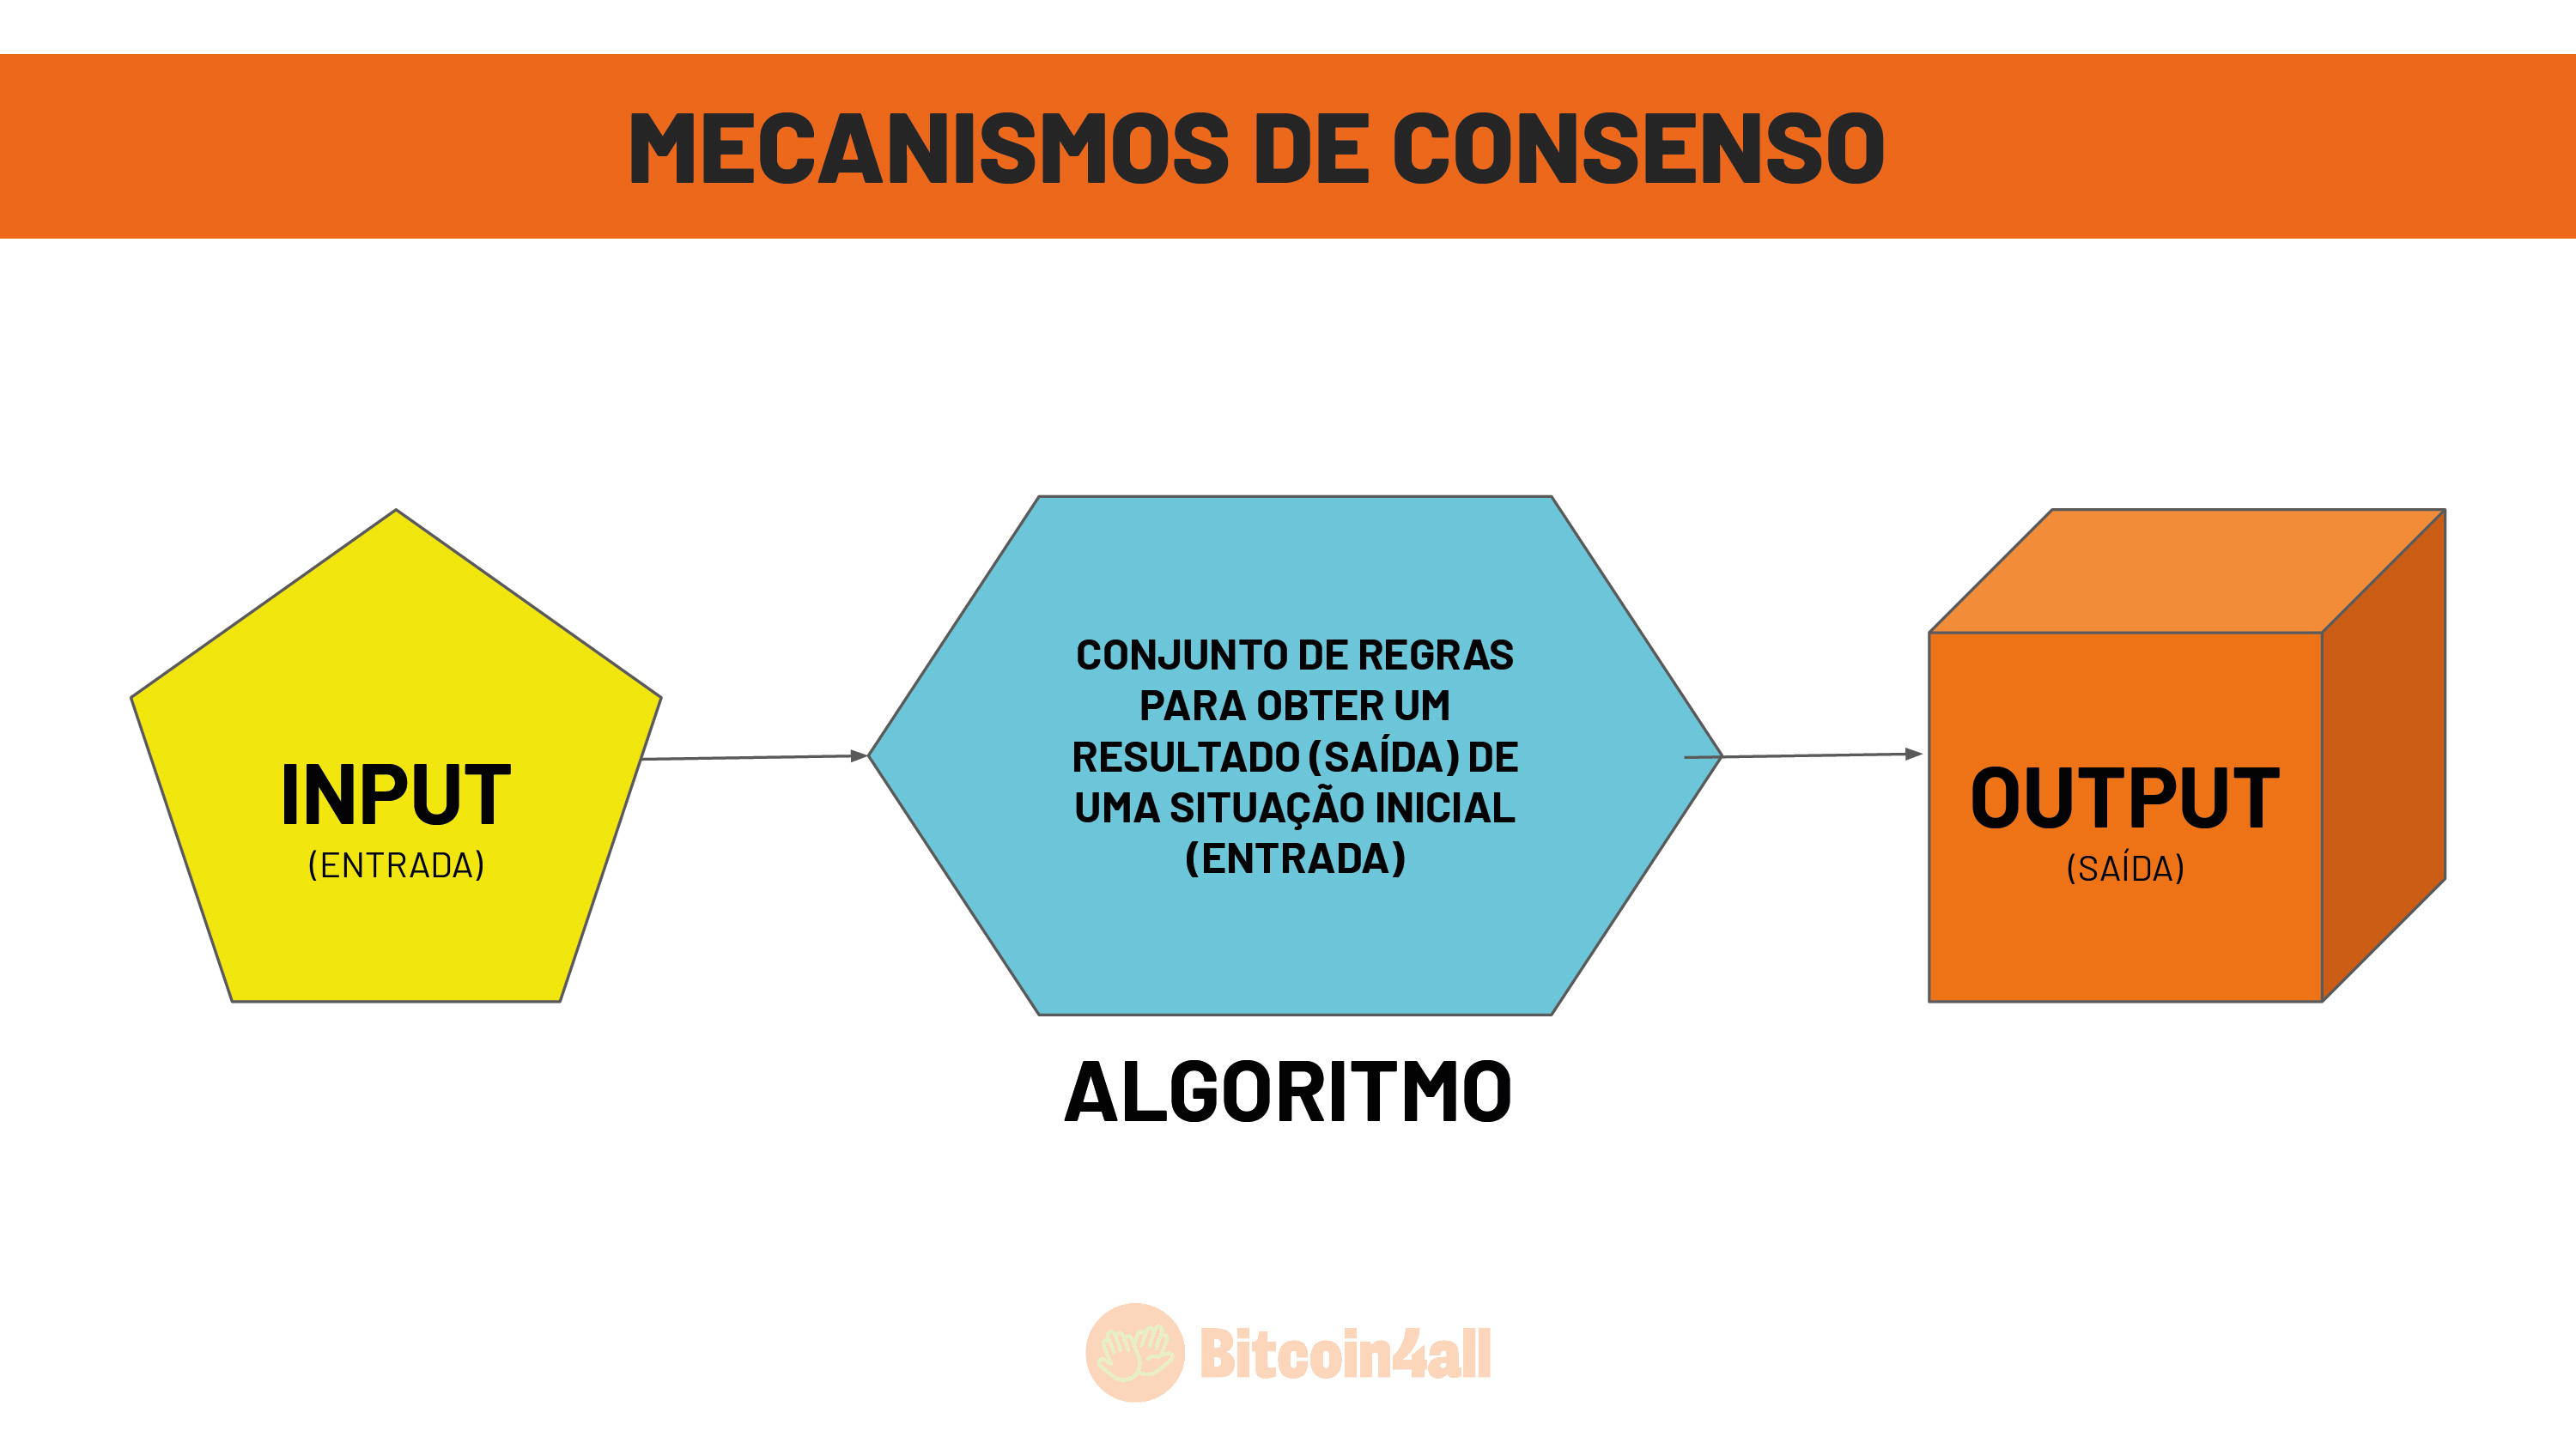 MECANISMOS DE CONSENSO
INPUT
(ENTRADA)
CONJUNTO DE REGRAS
PARA OBTER UM
RESULTADO (SAÍDA) DE
UMA SITUAÇÃO INICIAL
(ENTRADA)
ALGORITMO
OUTPUT
(SAÍDA)
Bitcoin4all